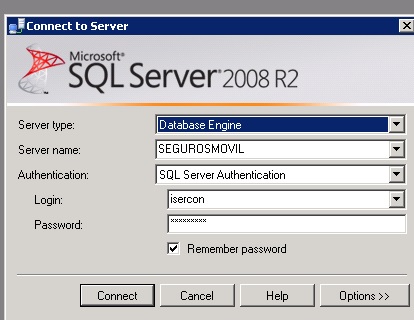 Connect to Server
Microsoft®
SQL Server® 2008 R2
Server type: Database Engine
Server name: SEGUROSMOVIL
Authentication: SQL Server Authentication
Login: isercon
Password: *********
Remember password
Connect Cancel Help Options >>